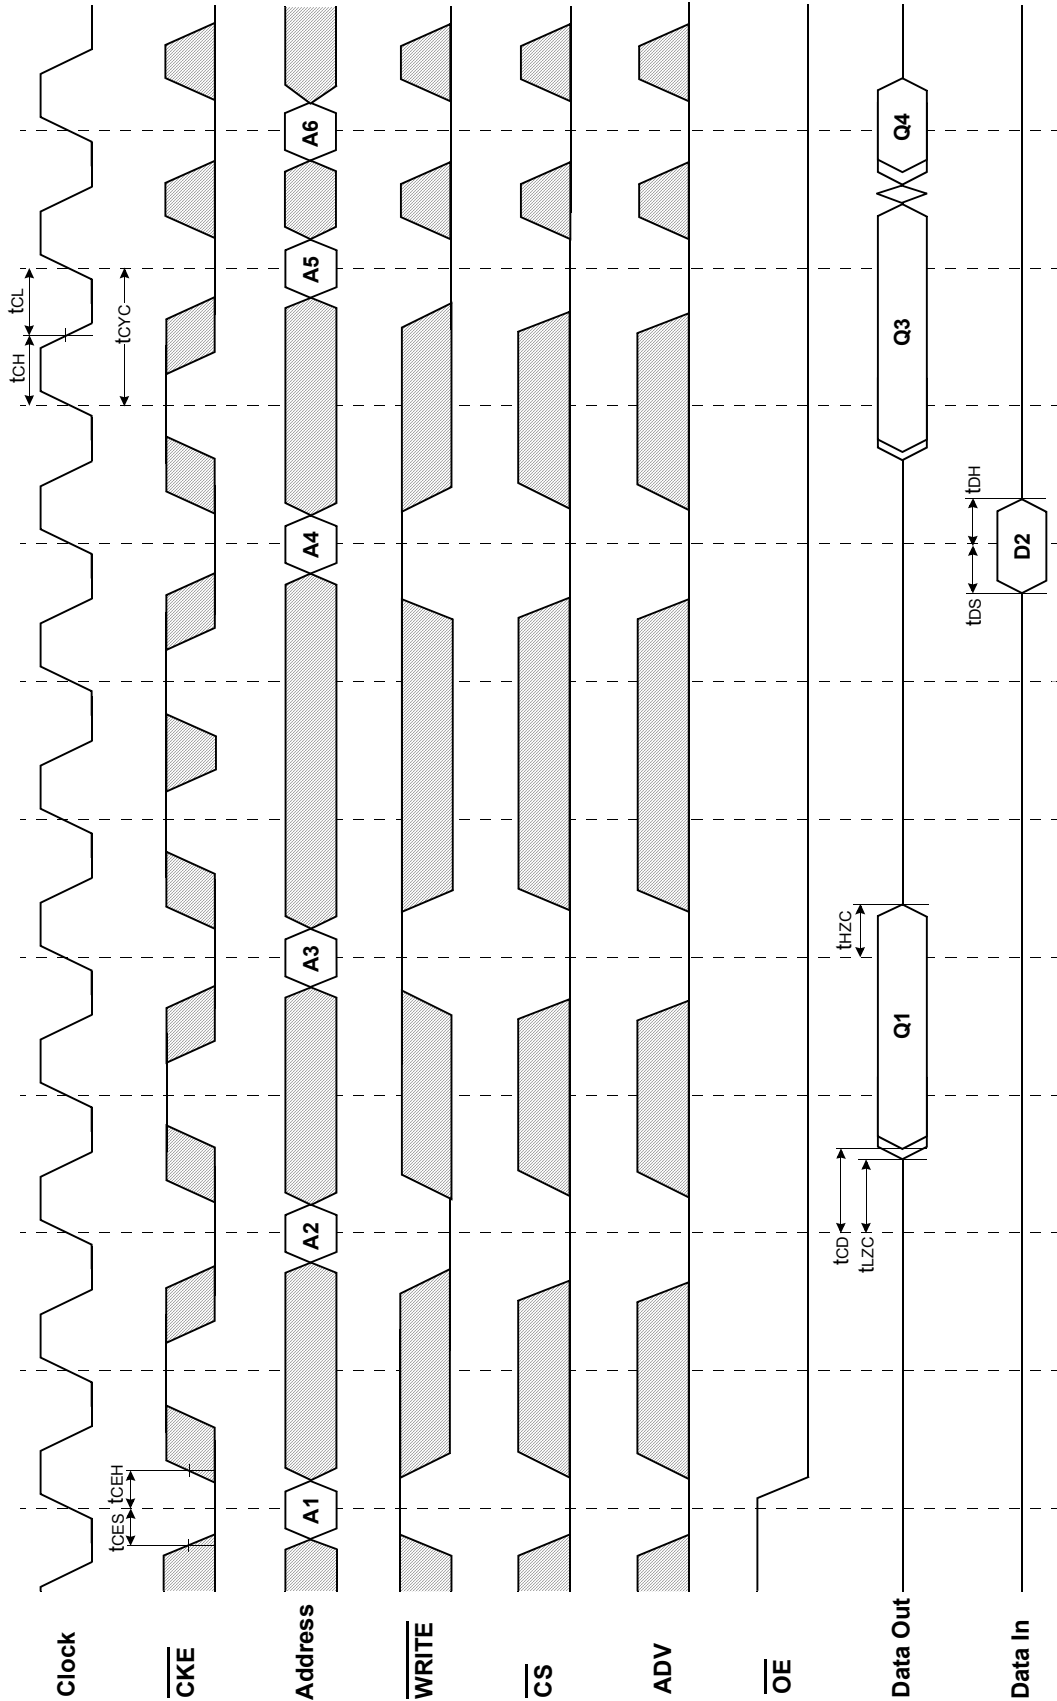 Clock
tCH
tCL
tCYC
CKE
tCES
tCEH
Address
A1
A2
A3
A4
A5
A6
WRITE
CS
ADV
OE
Data Out
tCD
tLZC
Q1
tHZC
Q3
Q4
Data In
tDS
D2
tDH